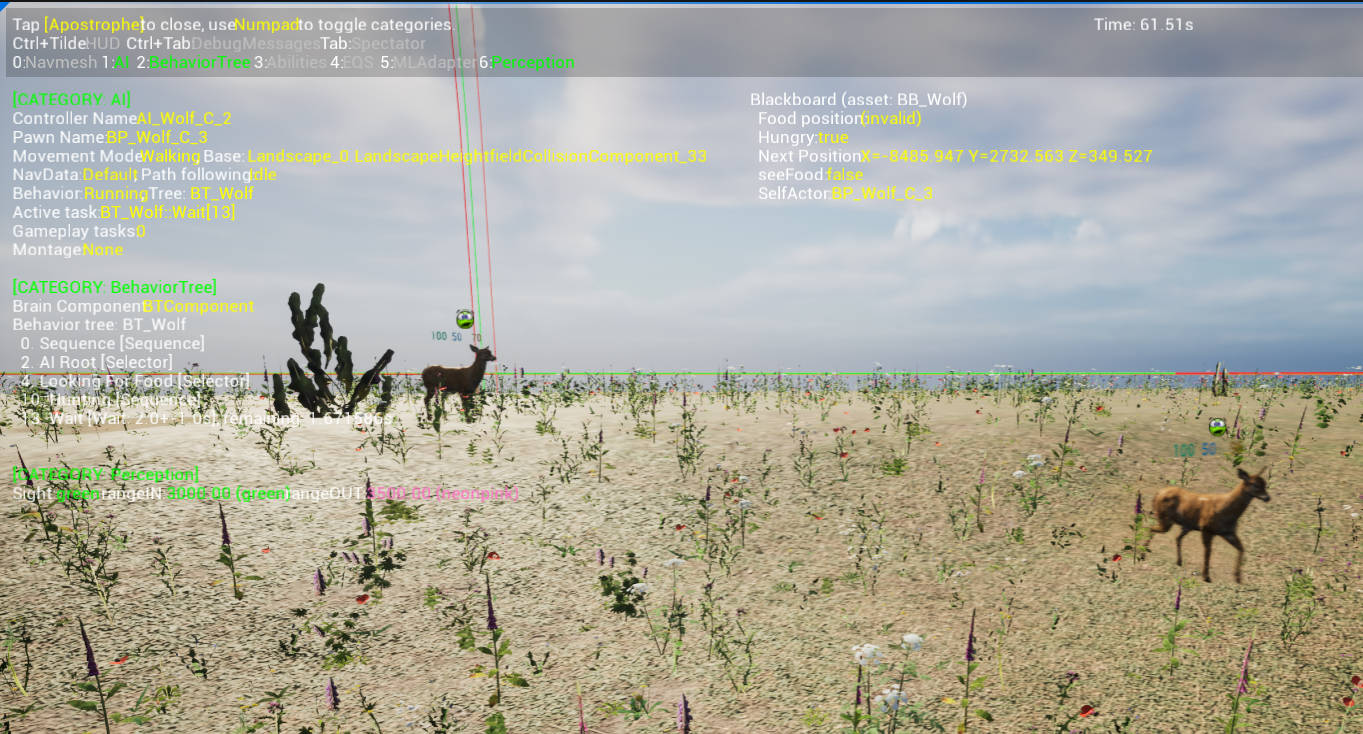 Tap [Apostrophe] to close, use Numpad to toggle categories.
Time: 61.51s
Ctrl+Tilde HUD Ctrl+Tab: DebugMessages Tab: Spectator
0:Navmesh 1:AI 2:BehaviorTree 3:Abilities 4:EQS 5:MLAdapter 6:Perception
[CATEGORY: AI]
Controller Name: AI_Wolf_C_2
Pawn Name: BP_Wolf_C_3
Movement Mode: Walking, Base: Landscape_0.LandscapeHeightfieldCollisionComponent_33
NavData: Default, Path following: Idle
Behavior: Running, Tree: BT_Wolf
Active task: BT_Wolf::Wait[13]
Gameplay tasks: 0
Montage: None
Blackboard (asset: BB_Wolf)
Food position: (invalid)
Hungry: true
Next Position: X=-8485.947 Y=2732.563 Z=349.527
seeFood: false
SelfActor: BP_Wolf_C_3
[CATEGORY: BehaviorTree]
Brain Component: BTComponent
Behavior tree: BT_Wolf
0. Sequence [Sequence]
2. AI Root [Selector]
4. Looking For Food [Selector]
10. Hunting [Sequence]
13. Wait [Wait: 2.0+-1.0s], remaining: 1.671586s
[CATEGORY: Perception]
Sight: green rangeIN: 3000.00 (green) rangeOUT: 3500.00 (neonpink)
100 50 70
100 50